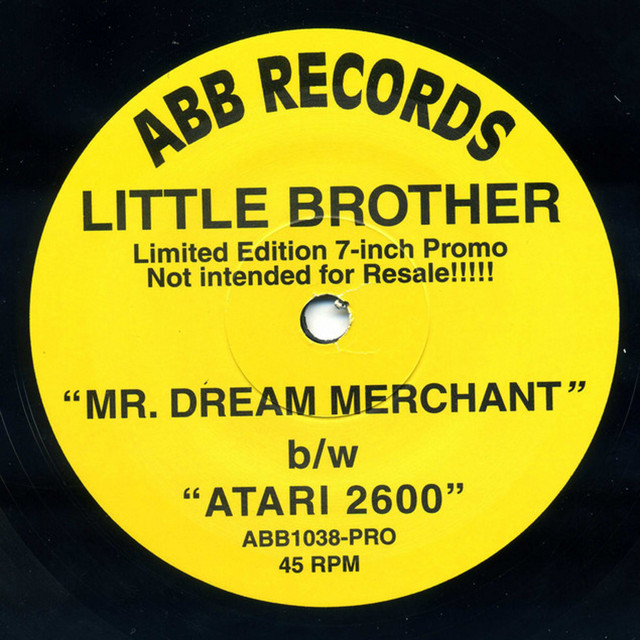 ABB RECORDS
LITTLE BROTHER
Limited Edition 7-inch Promo
Not intended for Resale!!!!!
“MR. DREAM MERCHANT”
b/w
“ATARI 2600”
ABB1038-PRO
45 RPM